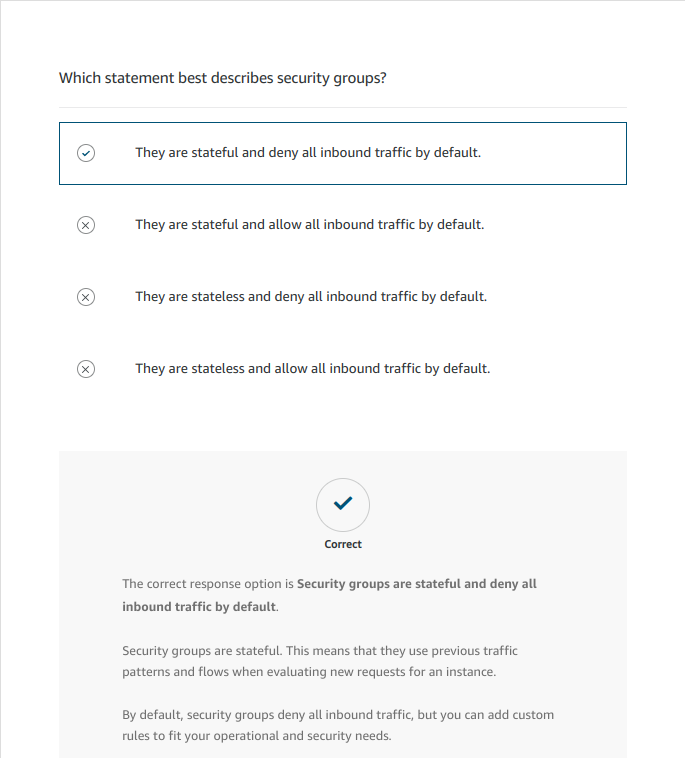 Which statement best describes security groups?
They are stateful and deny all inbound traffic by default.
They are stateful and allow all inbound traffic by default.
They are stateless and deny all inbound traffic by default.
They are stateless and allow all inbound traffic by default.
Correct
The correct response option is Security groups are stateful and deny all
inbound traffic by default.
Security groups are stateful. This means that they use previous traffic
patterns and flows when evaluating new requests for an instance.
By default, security groups deny all inbound traffic, but you can add custom
rules to fit your operational and security needs.